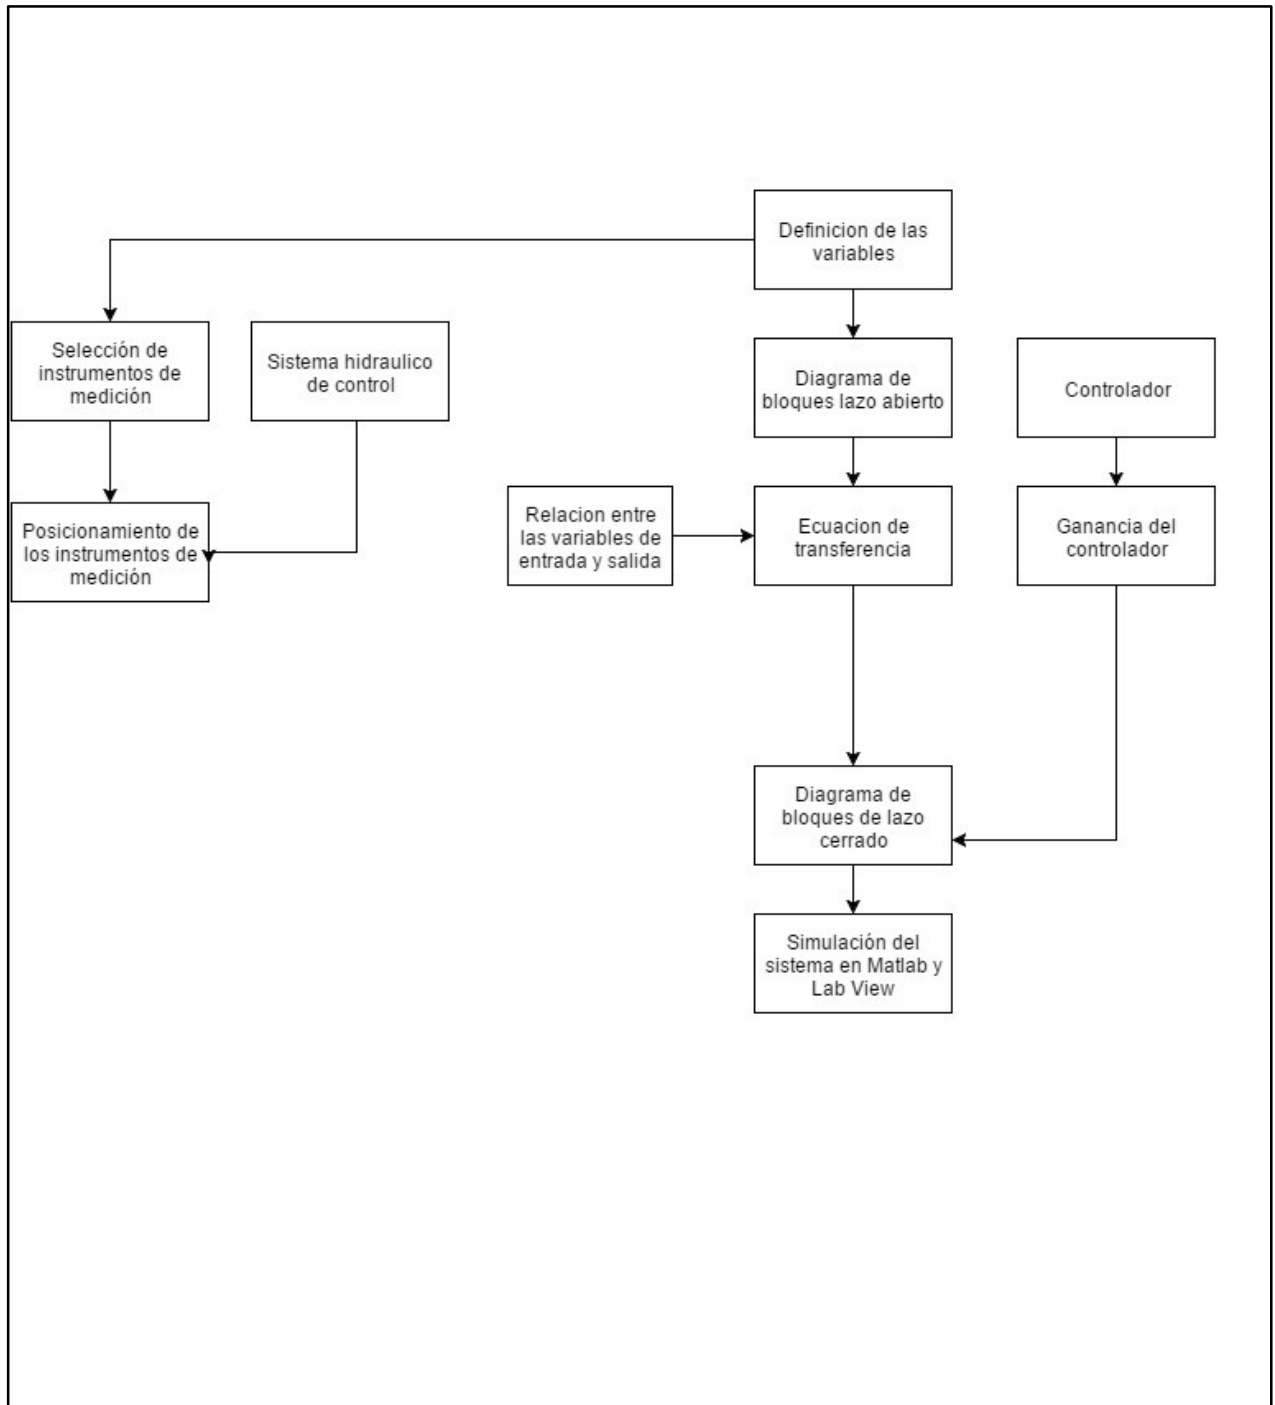 Definicion de las
variables
Selección de
instrumentos de
medición
Sistema hidraulico
de control
Diagrama de
bloques lazo abierto
Controlador
Posicionamiento de
los instrumentos de
medición
Relacion entre
las variables de
entrada y salida
Ecuacion de
transferencia
Ganancia del
controlador
Diagrama de
bloques de lazo
cerrado
Simulación del
sistema en Matlab y
Lab View